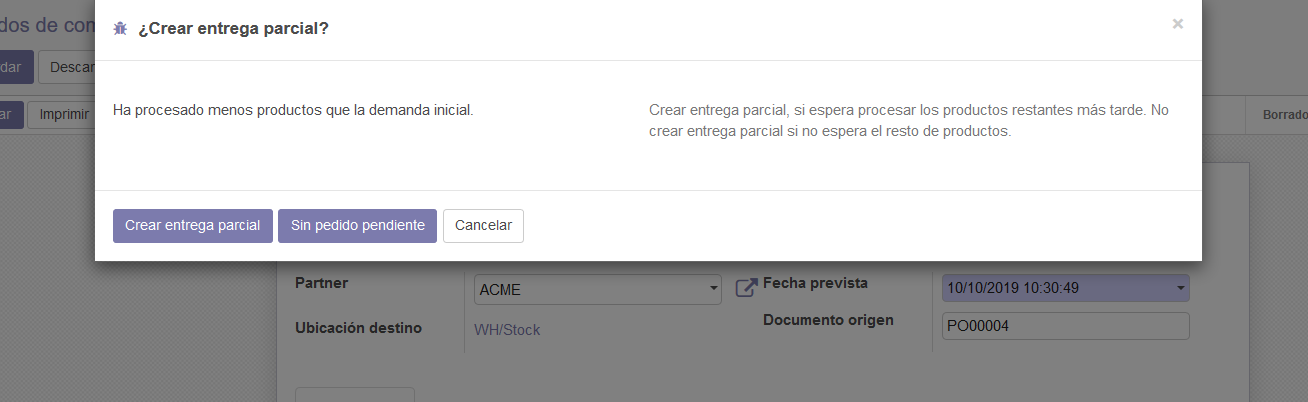 dos de com
¿Crear entrega parcial?
×
dar Descar
Ha procesado menos productos que la demanda inicial.
Crear entrega parcial, si espera procesar los productos restantes más tarde. No
crear entrega parcial si no espera el resto de productos.
ar Imprimir
Borrado
Crear entrega parcial Sin pedido pendiente Cancelar
Partner ACME Fecha prevista 10/10/2019 10:30:49
Ubicación destino WH/Stock Documento origen PO00004